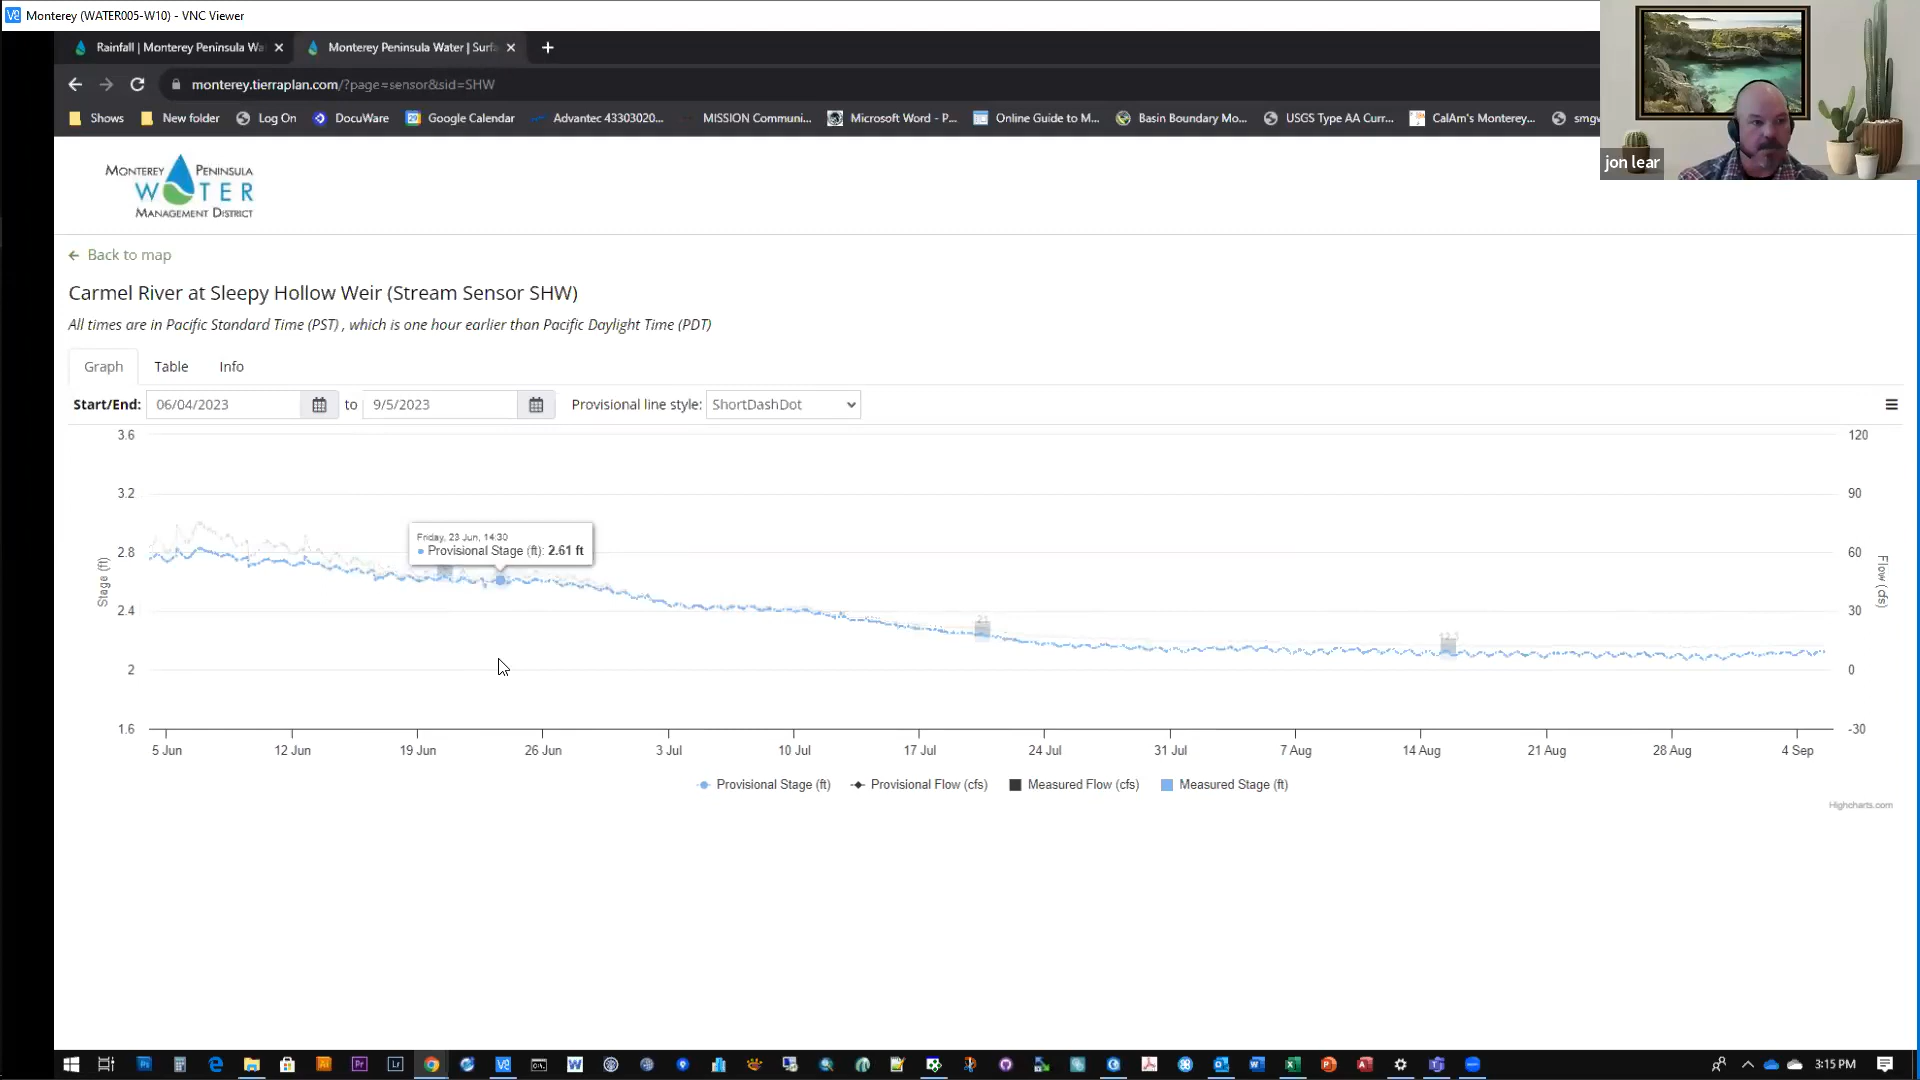 Monterey (WATER005-W10) - VNC Viewer
Rainfall | Monterey Peninsula Wa
Monterey Peninsula Water | Surfa
monterey.tierraplan.com/?page=sensor&sid=SHW
Shows
New folder
Log On
DocuWare
Google Calendar
Advantec 43303020...
MISSION Communi...
Microsoft Word - P...
Online Guide to M...
Basin Boundary Mo...
USGS Type AA Curr...
CalAm's Monterey...
smgw
jon lear
MONTEREY PENINSULA
WATER
MANAGEMENT DISTRICT
Back to map
Carmel River at Sleepy Hollow Weir (Stream Sensor SHW)
All times are in Pacific Standard Time (PST) , which is one hour earlier than Pacific Daylight Time (PDT)
Graph Table Info
Start/End: 06/04/2023 to 9/5/2023 Provisional line style: ShortDashDot
3.6
3.2
2.8
2.4
2
1.6
Stage (ft)
Friday, 23 Jun, 14:30
Provisional Stage (ft): 2.61 ft
120
90
60
30
0
-30
Flow (cfs)
5 Jun 12 Jun 19 Jun 26 Jun 3 Jul 10 Jul 17 Jul 24 Jul 31 Jul 7 Aug 14 Aug 21 Aug 28 Aug 4 Sep
Provisional Stage (ft) Provisional Flow (cfs) Measured Flow (cfs) Measured Stage (ft)
Highcharts.com
3:15 PM